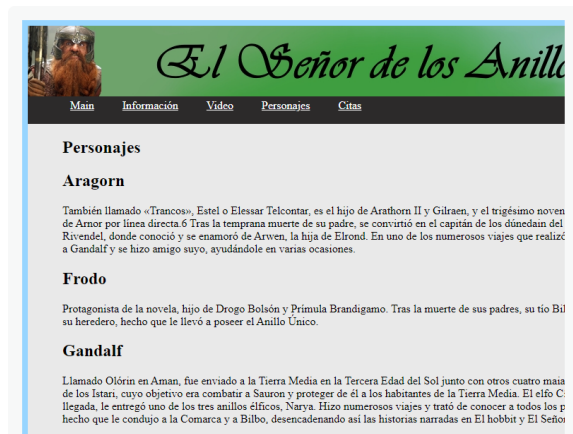 El Señor de los Anillo
Main Información Video Personajes Citas
Personajes
Aragorn
También llamado «Trancos», Estel o Elessar Telcontar, es el hijo de Arathorn II y Gilraen, y el trigésimo noven
de Arnor por línea directa.6 Tras la temprana muerte de su padre, se convirtió en el capitán de los dúnedain del
Rivendel, donde conoció y se enamoró de Arwen, la hija de Elrond. En uno de los numerosos viajes que realizó
a Gandalf y se hizo amigo suyo, ayudándole en varias ocasiones.
Frodo
Protagonista de la novela, hijo de Drogo Bolsón y Prímula Brandigamo. Tras la muerte de sus padres, su tío Bil
su heredero, hecho que le llevó a poseer el Anillo Único.
Gandalf
Llamado Olórin en Aman, fue enviado a la Tierra Media en la Tercera Edad del Sol junto con otros cuatro maia
de los Istari, cuyo objetivo era combatir a Sauron y proteger de él a los habitantes de la Tierra Media. El elfo C
llegada, le entregó uno de los tres anillos élficos, Narya. Hizo numerosos viajes y trató de conocer a todos los p
hecho que le condujo a la Comarca y a Bilbo, desencadenando así las historias narradas en El hobbit y El Señor